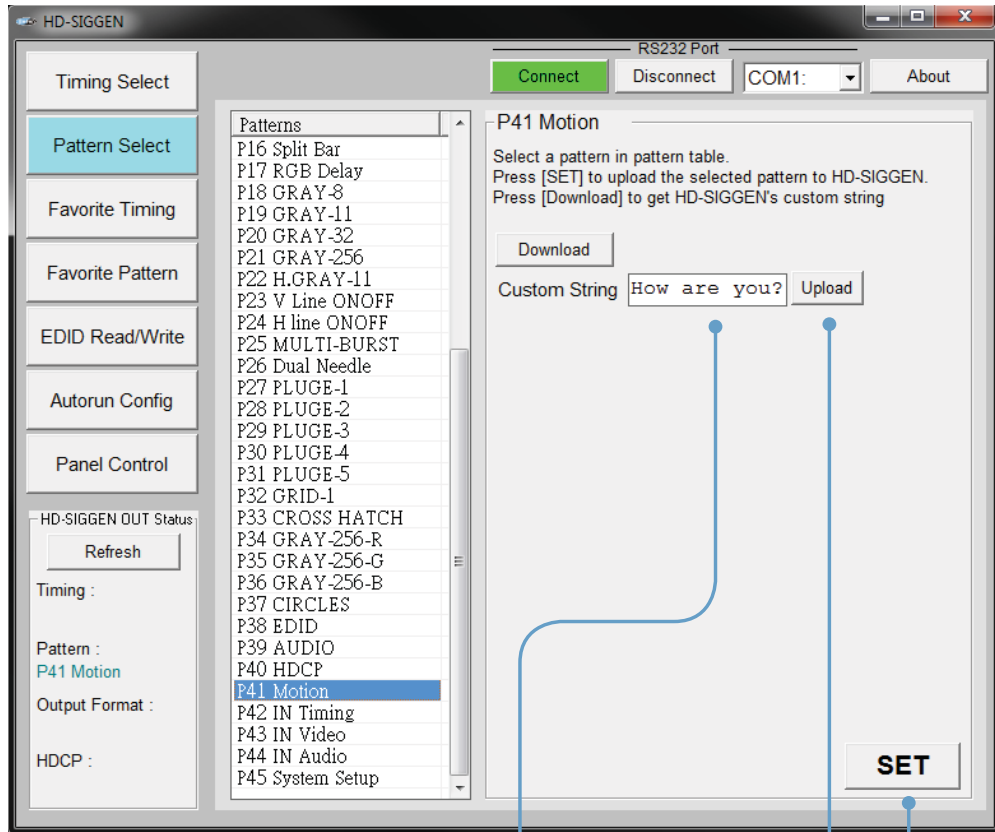 HD-SIGGEN
RS232 Port
Connect
Disconnect
COM1:
About
Timing Select
Pattern Select
Favorite Timing
Favorite Pattern
EDID Read/Write
Autorun Config
Panel Control
HD-SIGGEN OUT Status
Refresh
Timing :
Pattern :
P41 Motion
Output Format :
HDCP :
Patterns
P16 Split Bar
P17 RGB Delay
P18 GRAY-8
P19 GRAY-11
P20 GRAY-32
P21 GRAY-256
P22 H.GRAY-11
P23 V Line ONOFF
P24 H line ONOFF
P25 MULTI-BURST
P26 Dual Needle
P27 PLUGE-1
P28 PLUGE-2
P29 PLUGE-3
P30 PLUGE-4
P31 PLUGE-5
P32 GRID-1
P33 CROSS HATCH
P34 GRAY-256-R
P35 GRAY-256-G
P36 GRAY-256-B
P37 CIRCLES
P38 EDID
P39 AUDIO
P40 HDCP
P41 Motion
P42 IN Timing
P43 IN Video
P44 IN Audio
P45 System Setup
P41 Motion
Select a pattern in pattern table.
Press [SET] to upload the selected pattern to HD-SIGGEN.
Press [Download] to get HD-SIGGEN's custom string
Download
Custom String How are you? Upload
SET